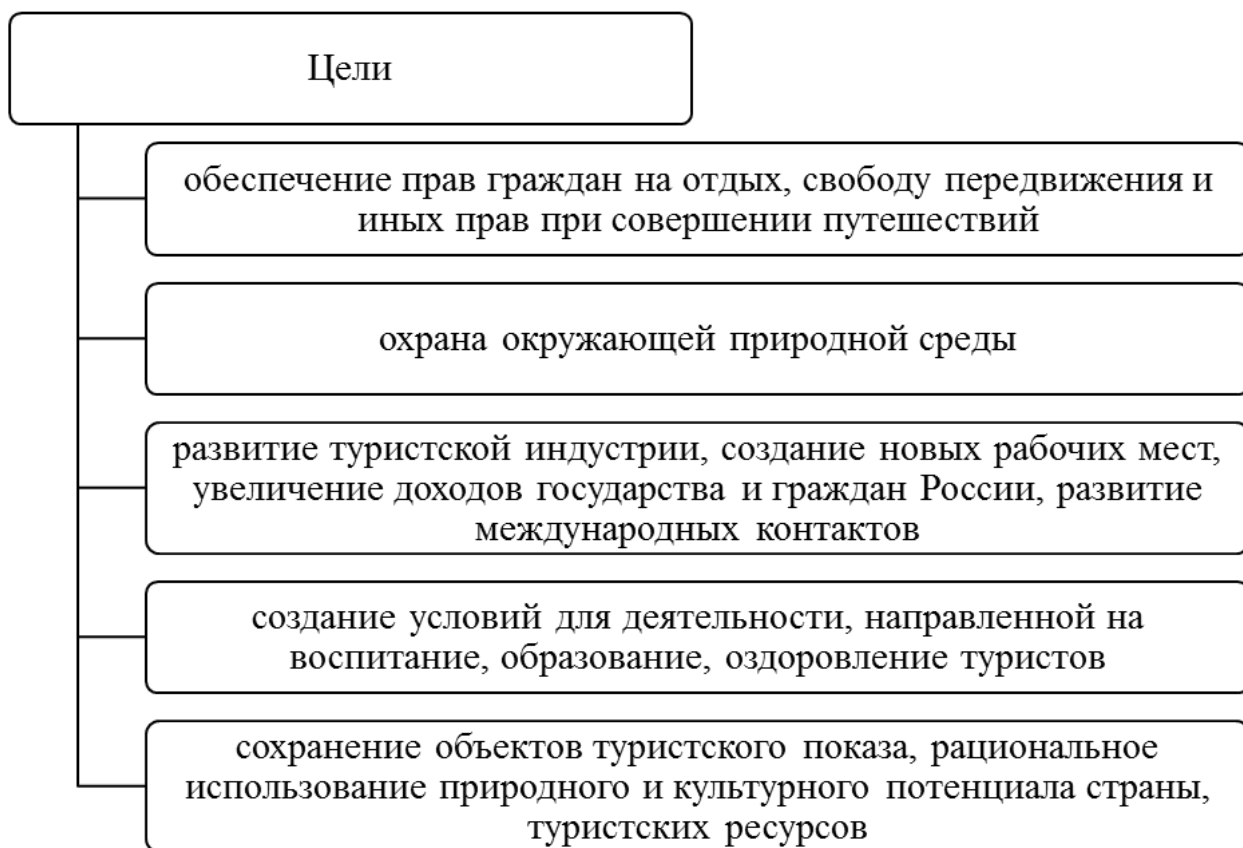 Цели
обеспечение прав граждан на отдых, свободу передвижения и
иных прав при совершении путешествий
охрана окружающей природной среды
развитие туристской индустрии, создание новых рабочих мест,
увеличение доходов государства и граждан России, развитие
международных контактов
создание условий для деятельности, направленной на
воспитание, образование, оздоровление туристов
сохранение объектов туристского показа, рациональное
использование природного и культурного потенциала страны,
туристских ресурсов